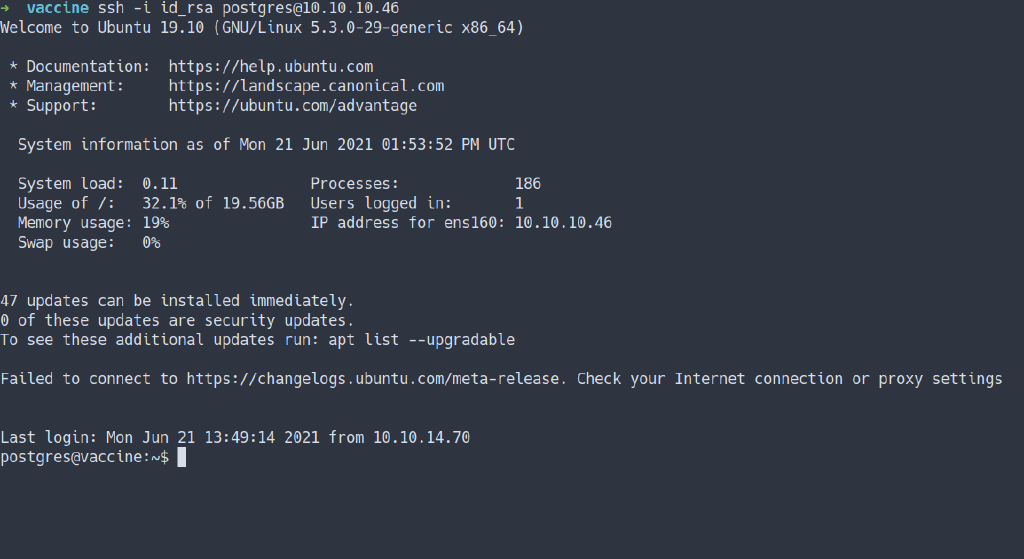 → vaccine ssh -i id_rsa postgres@10.10.10.46
Welcome to Ubuntu 19.10 (GNU/Linux 5.3.0-29-generic x86_64)
* Documentation: https://help.ubuntu.com
* Management: https://landscape.canonical.com
* Support: https://ubuntu.com/advantage
System information as of Mon 21 Jun 2021 01:53:52 PM UTC
System load: 0.11 Processes: 186
Usage of /: 32.1% of 19.56GB Users logged in: 1
Memory usage: 19% IP address for ens160: 10.10.10.46
Swap usage: 0%
47 updates can be installed immediately.
0 of these updates are security updates.
To see these additional updates run: apt list --upgradable
Failed to connect to https://changelogs.ubuntu.com/meta-release. Check your Internet connection or proxy settings
Last login: Mon Jun 21 13:49:14 2021 from 10.10.14.70
postgres@vaccine:~$